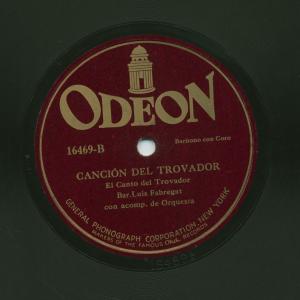 ODEON
16469-B
Barítono con Coro
CANCIÓN DEL TROVADOR
El Canto del Trovador
Bar. Luis Fabregat
con acomp. de Orquesta
GENERAL PHONOGRAPH CORPORATION, NEW YORK
MAKERS OF THE FAMOUS OKeh RECORDS